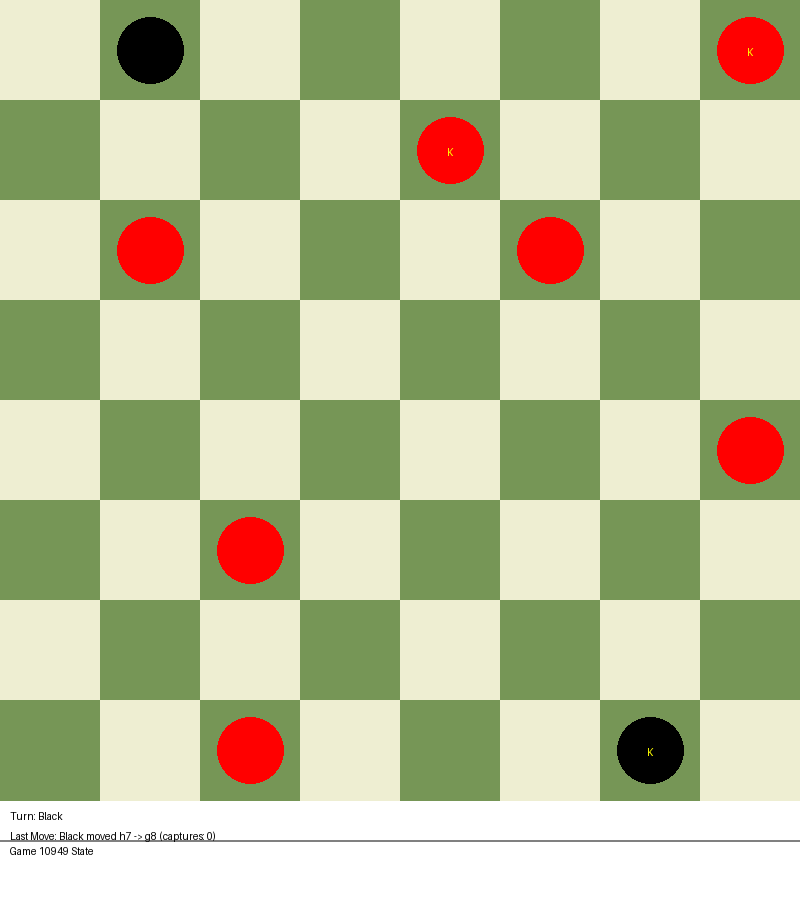 K
K
K
Turn: Black
Last Move: Black moved h7 -> g8 (captures: 0)
Game 10949 State